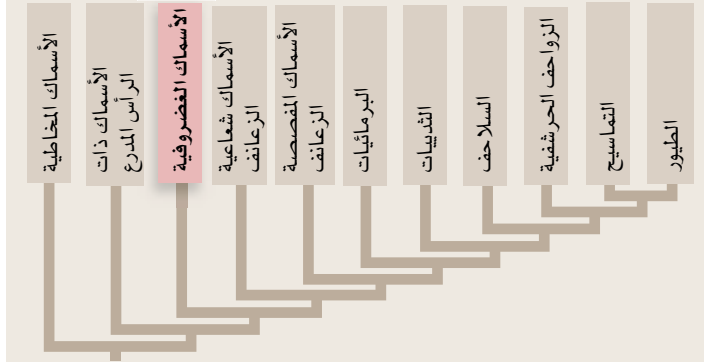 الأسماك المخاطية
الأسماك ذات
الرأس المدرع
الأسماك الغضروفية
الأسماك شعاعية
الزعانف
الأسماك المفصصة
الزعانف
البرمائيات
الثدييات
السلاحف
الزواحف الحرشفية
التماسيح
الطيور